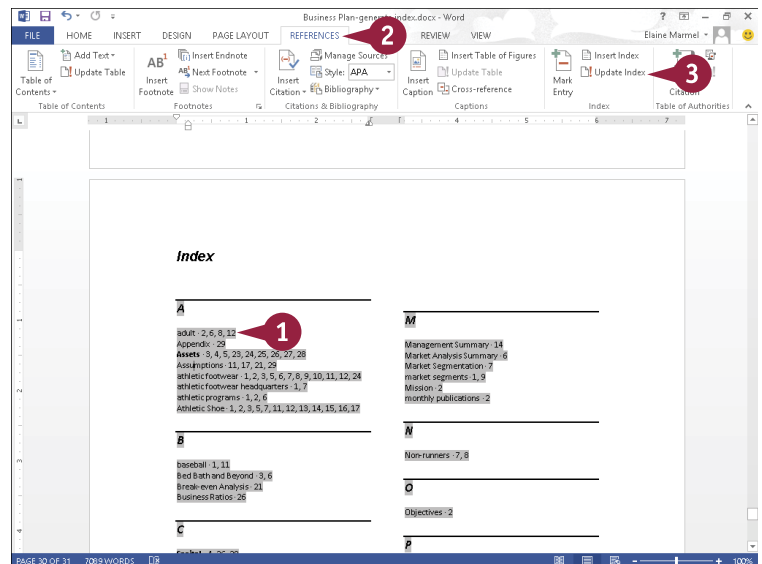 Business Plan-generate-index.docx - Word
FILE HOME INSERT DESIGN PAGE LAYOUT REFERENCES REVIEW VIEW Elaine Marmel
2
Add Text
Update Table
Table of Contents
Table of Contents
AB1
Insert Footnote
Insert Endnote
Next Footnote
Show Notes
Footnotes
Insert Citation
Manage Sources
Style: APA
Bibliography
Citations & Bibliography
Insert Caption
Insert Table of Figures
Update Table
Cross-reference
Captions
Mark Entry
Insert Index
Update Index
Index
3
Citation
Table of Authorities
1 1 2 4 5 6 7
Index
A
adult · 2, 6, 8, 12
1
Appendix · 29
Assets · 3, 4, 5, 23, 24, 25, 26, 27, 28
Assumptions · 11, 17, 21, 29
athletic footwear · 1, 2, 3, 5, 6, 7, 8, 9, 10, 11, 12, 24
athletic footwear headquarters · 1, 7
athletic programs · 1, 2, 6
Athletic Shoe · 1, 2, 3, 5, 7, 11, 12, 13, 14, 15, 16, 17
B
baseball · 1, 11
Bed Bath and Beyond · 3, 6
Break-even Analysis · 21
Business Ratios · 26
C
M
Management Summary · 14
Market Analysis Summary · 6
Market Segmentation · 7
market segments · 1, 9
Mission · 2
monthly publications · 2
N
Non-runners · 7, 8
O
Objectives · 2
P
PAGE 30 OF 31 7089 WORDS 100%